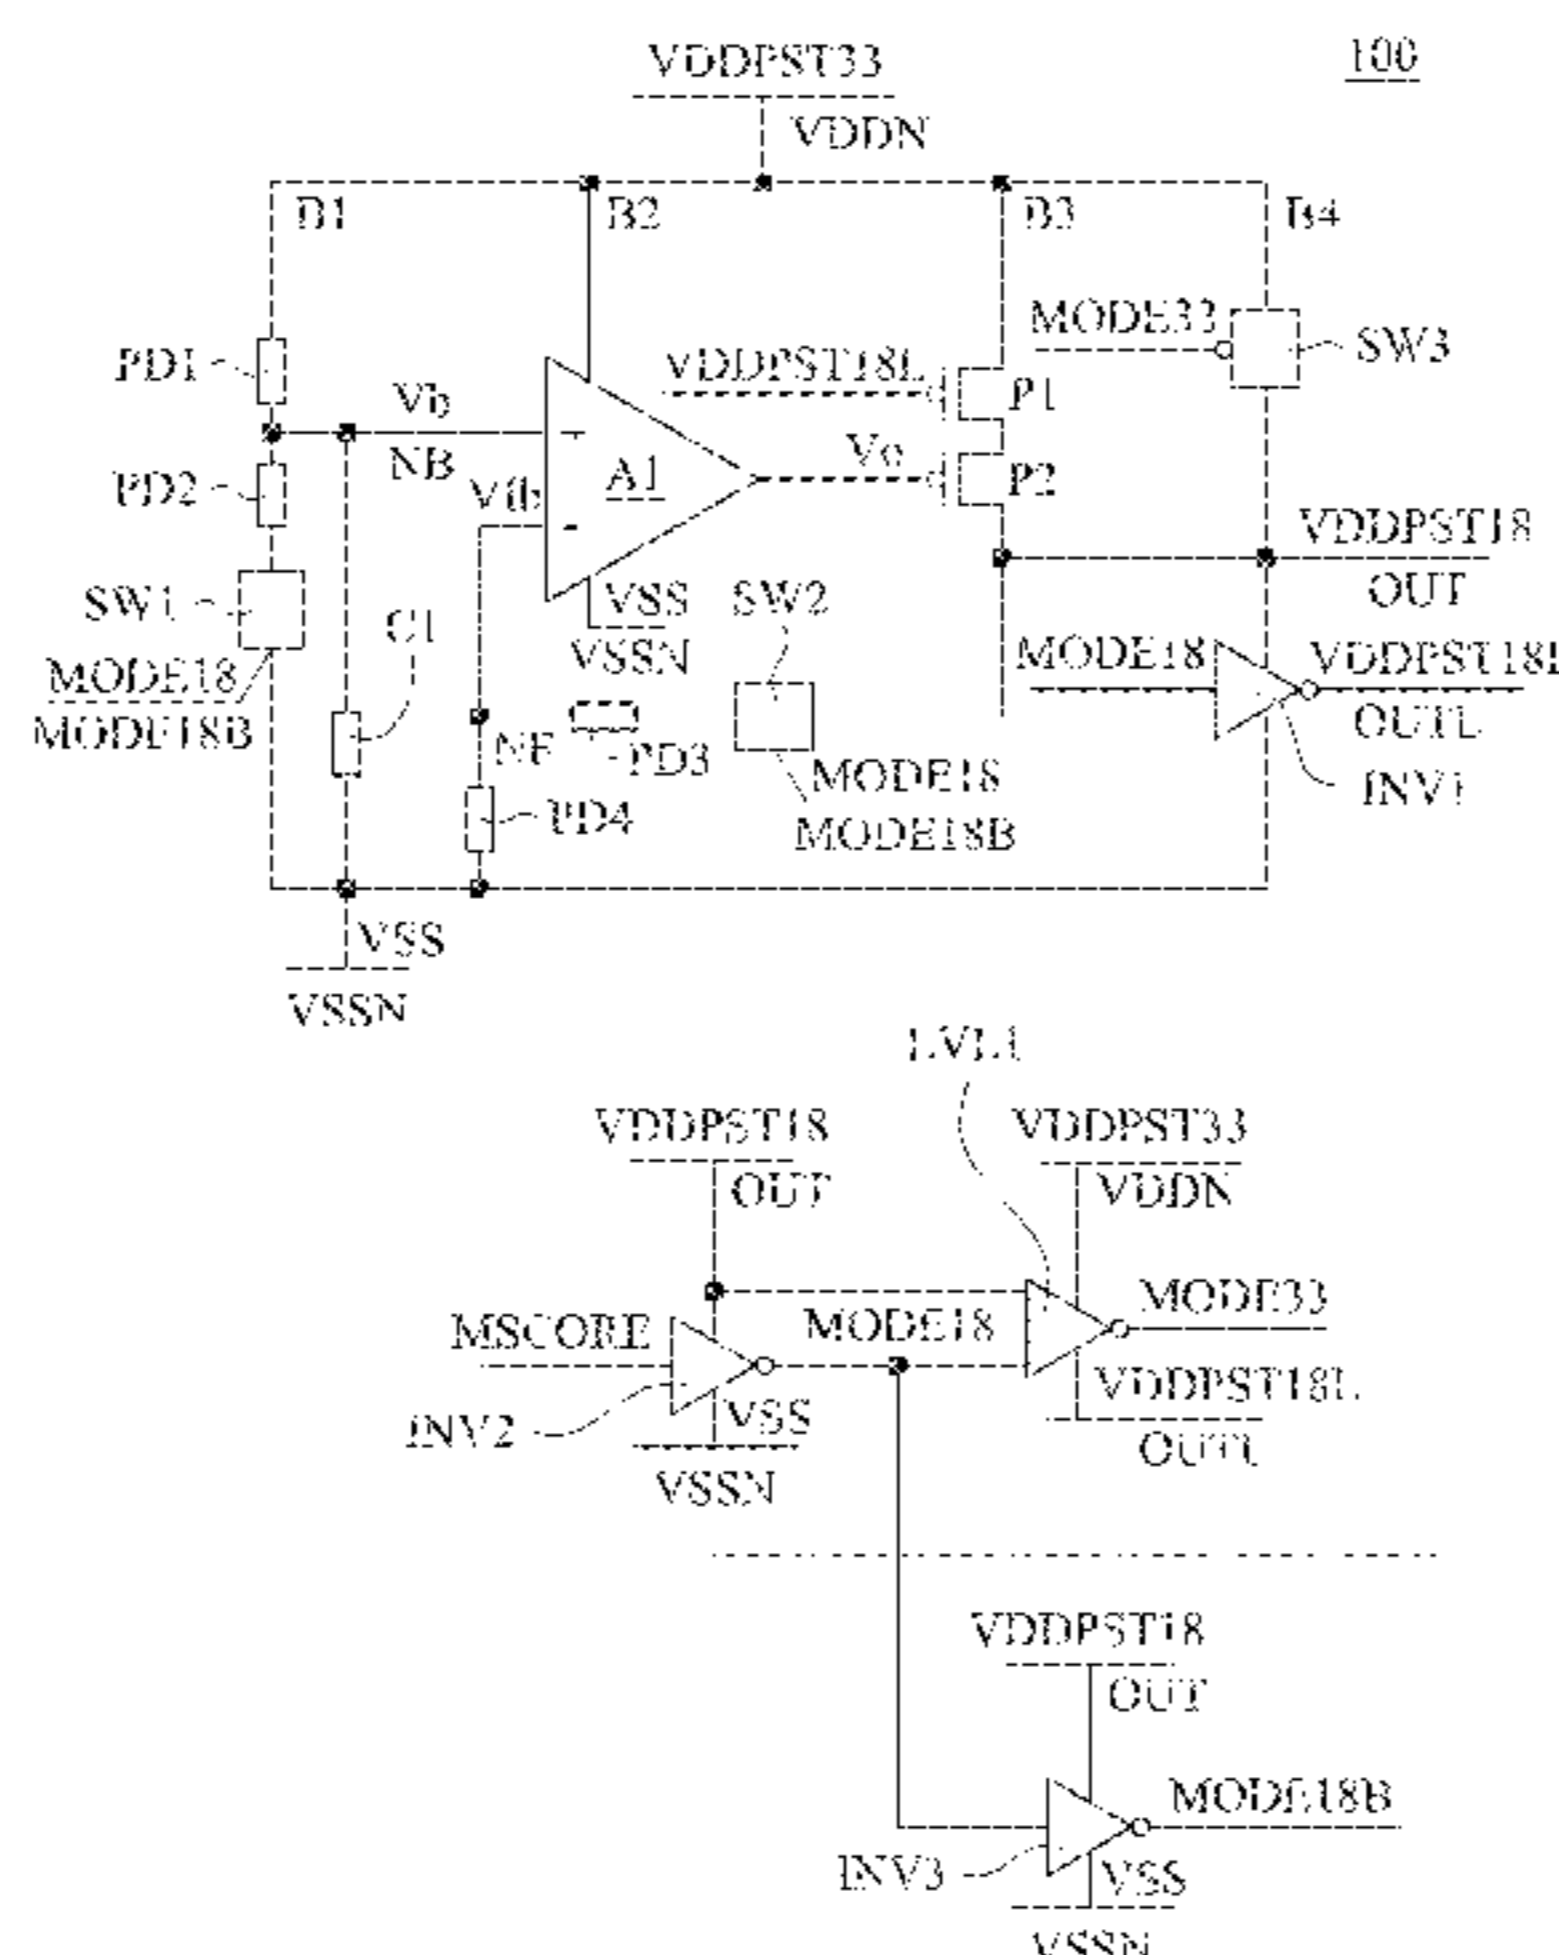 100
VDDPST33
VDDN
B1
B2
B3
B4
MODE33
SW3
PD1
VDDPST18L
P1
Vb
NB
Vo
A1
P2
PD2
Vfb
VDDPST18
OUT
SW1
C1
VSS
VSSN
SW2
MODE18
MODE18B
MODE18
VDDPST18L
OUTL
NF
PD3
MODE18
MODE18B
INV1
PD4
VSS
VSSN
LVL1
VDDPST18
OUT
VDDPST33
VDDN
MSCORE
MODE18
MODE33
INV2
VSS
VSSN
VDDPST18L
OUTL
VDDPST18
OUT
MODE18B
INV3
VSS
VSSN